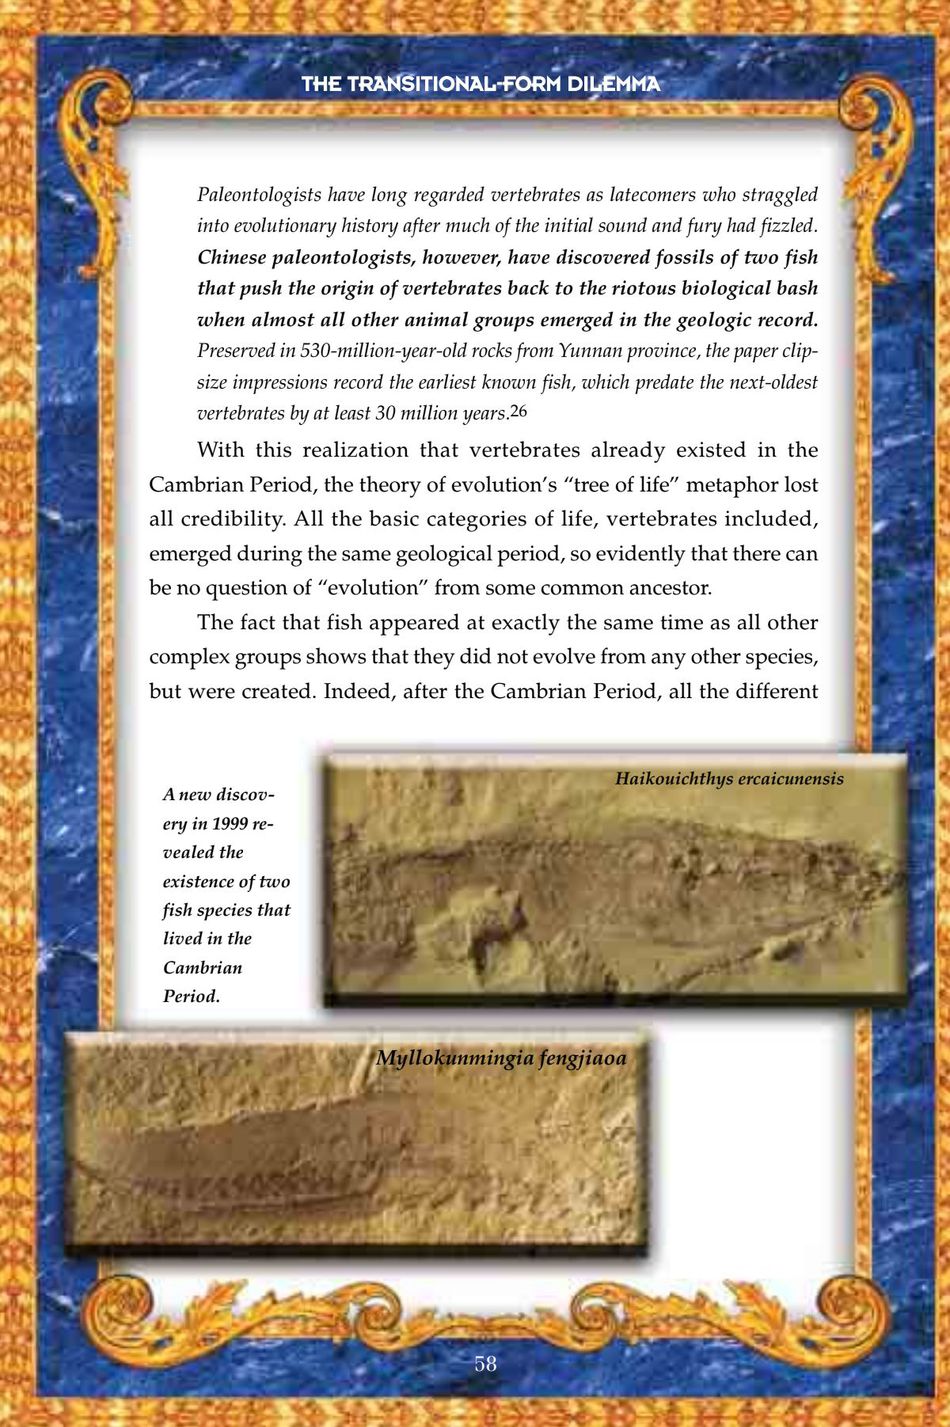 THE TRANSITIONAL-FORM DILEMMA
Paleontologists have long regarded vertebrates as latecomers who straggled
into evolutionary history after much of the initial sound and fury had fizzled.
Chinese paleontologists, however, have discovered fossils of two fish
that push the origin of vertebrates back to the riotous biological bash
when almost all other animal groups emerged in the geologic record.
Preserved in 530-million-year-old rocks from Yunnan province, the paper clip-
size impressions record the earliest known fish, which predate the next-oldest
vertebrates by at least 30 million years.26
With this realization that vertebrates already existed in the
Cambrian Period, the theory of evolution's “tree of life” metaphor lost
all credibility. All the basic categories of life, vertebrates included,
emerged during the same geological period, so evidently that there can
be no question of “evolution” from some common ancestor.
The fact that fish appeared at exactly the same time as all other
complex groups shows that they did not evolve from any other species,
but were created. Indeed, after the Cambrian Period, all the different
A new discov-
ery in 1999 re-
vealed the
existence of two
fish species that
lived in the
Cambrian
Period.
Haikouichthys ercaicunensis
Myllokunmingia fengjiaoa
58